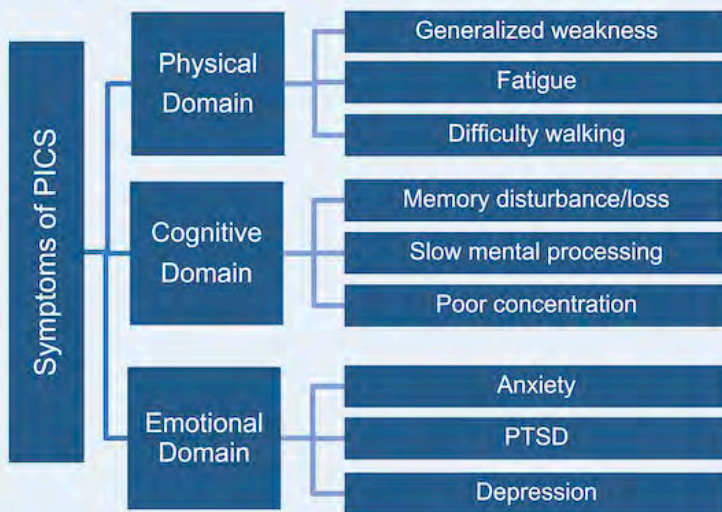 Symptoms of PICS
Physical
Domain
Generalized weakness
Fatigue
Difficulty walking
Cognitive
Domain
Memory disturbance/loss
Slow mental processing
Poor concentration
Emotional
Domain
Anxiety
PTSD
Depression